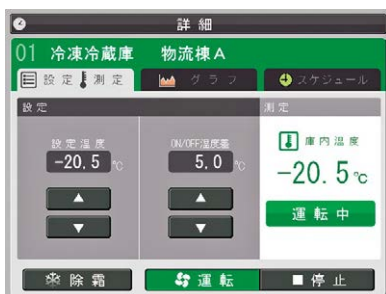 詳細
01 冷凍冷蔵庫 物流棟A
設定 測定 グラフ スケジュール
設定
測定
設定温度
-20.5 ℃
ON/OFF温度差
5.0 ℃
庫内温度
-20.5℃
運転中
除霜 運転 停止